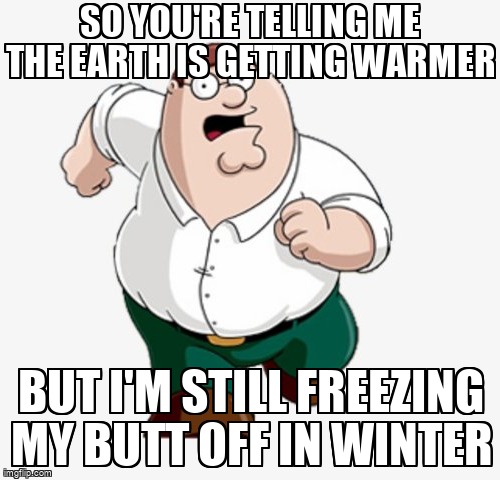 SO YOU'RE TELLING ME
THE EARTH IS GETTING WARMER
BUT I'M STILL FREEZING
MY BUTT OFF IN WINTER
imgflip.com